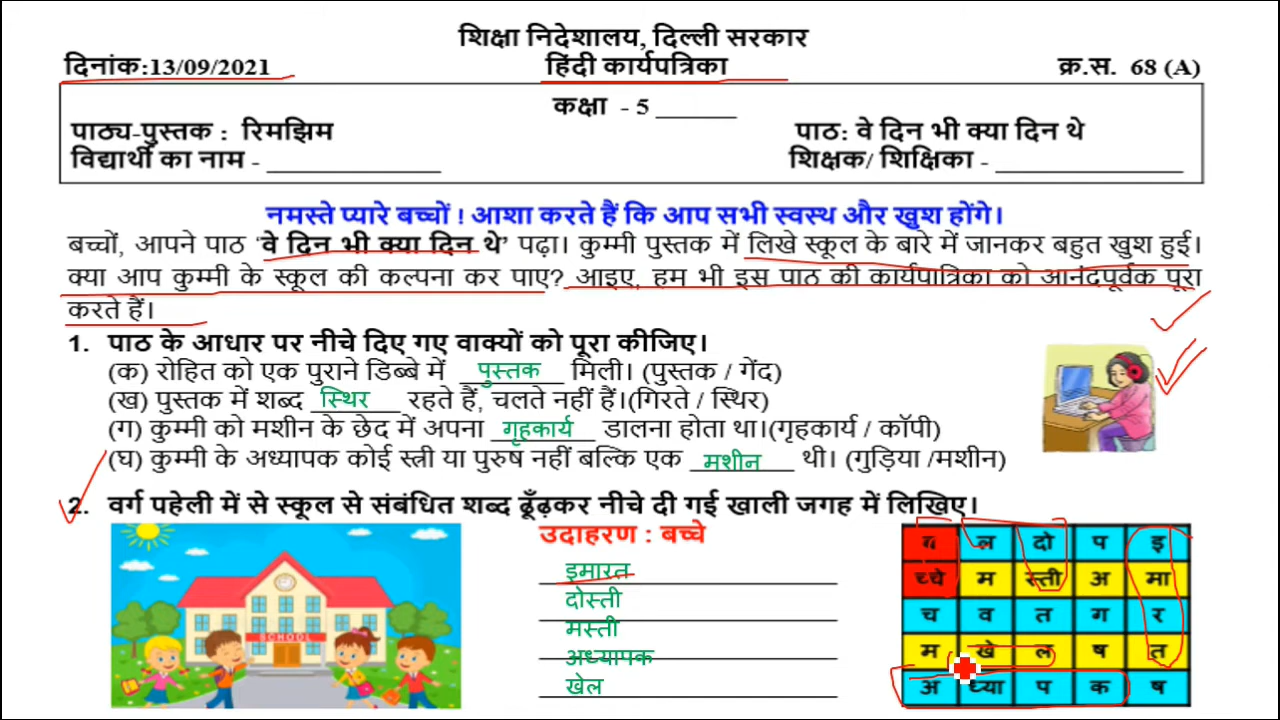 शिक्षा निदेशालय, दिल्ली सरकार
दिनांक:13/09/2021 हिंदी कार्यपत्रिका क्र.स. 68 (A)
कक्षा - 5 ______
पाठ्य-पुस्तक : रिमझिम पाठ: वे दिन भी क्या दिन थे
विद्यार्थी का नाम - ____________ शिक्षक/ शिक्षिका - ____________
नमस्ते प्यारे बच्चों ! आशा करते हैं कि आप सभी स्वस्थ और खुश होंगे।
बच्चों, आपने पाठ ‘वे दिन भी क्या दिन थे’ पढ़ा। कुम्मी पुस्तक में लिखे स्कूल के बारे में जानकर बहुत खुश हुई।
क्या आप कुम्मी के स्कूल की कल्पना कर पाए? आइए, हम भी इस पाठ की कार्यपात्रिका को आनंदपूर्वक पूरा
करते हैं।
1. पाठ के आधार पर नीचे दिए गए वाक्यों को पूरा कीजिए।
(क) रोहित को एक पुराने डिब्बे में पुस्तक मिली। (पुस्तक / गेंद)
(ख) पुस्तक में शब्द स्थिर रहते हैं, चलते नहीं हैं।(गिरते / स्थिर)
(ग) कुम्मी को मशीन के छेद में अपना गृहकार्य डालना होता था।(गृहकार्य / कॉपी)
(घ) कुम्मी के अध्यापक कोई स्त्री या पुरुष नहीं बल्कि एक मशीन थी। (गुड़िया /मशीन)
2. वर्ग पहेली में से स्कूल से संबंधित शब्द ढूँढ़कर नीचे दी गई खाली जगह में लिखिए।
SCHOOL
उदाहरण : बच्चे
इमारत
दोस्ती
मस्ती
अध्यापक
खेल
ल दो प इ
च्चे म स्ती अ मा
च व त ग र
म खे ल ष त
अ ध्या प क ष